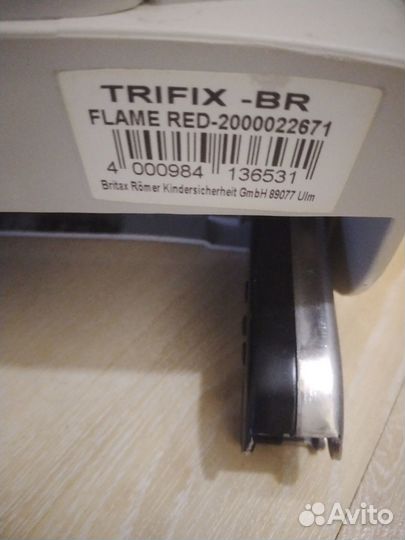 TRIFIX -BR
FLAME RED-2000022671
4 000984 136531
Britax Römer Kindersicherheit GmbH 89077 Ulm
Avito